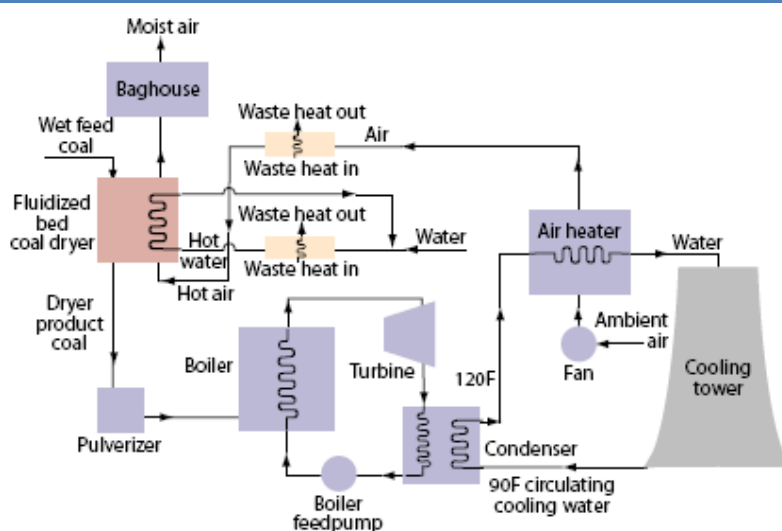 Moist air
Baghouse
Wet feed
coal
Waste heat out
Air
Waste heat in
Fluidized
bed
coal dryer
Waste heat out
Hot
water
Water
Waste heat in
Hot air
Air heater
Water
Dryer
product
coal
Ambient
air
Fan
Boiler
Turbine
120F
Cooling
tower
Pulverizer
Condenser
90F circulating
cooling water
Boiler
feedpump